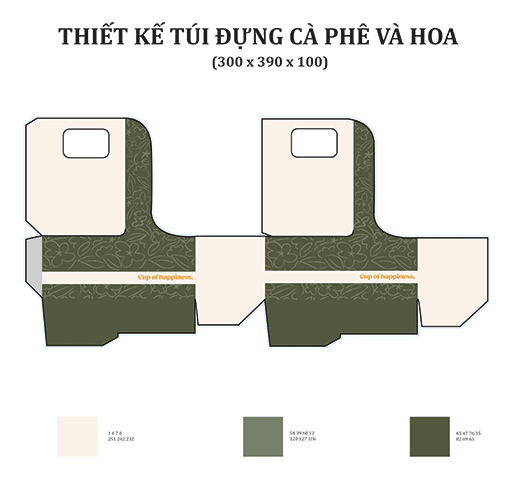 THIẾT KẾ TÚI ĐỰNG CÀ PHÊ VÀ HOA
(300 x 390 x 100)
Cup of happiness.
Cup of happiness.
1 4 7 0
251 242 232
54 39 60 12
120 127 106
63 47 76 35
82 89 63